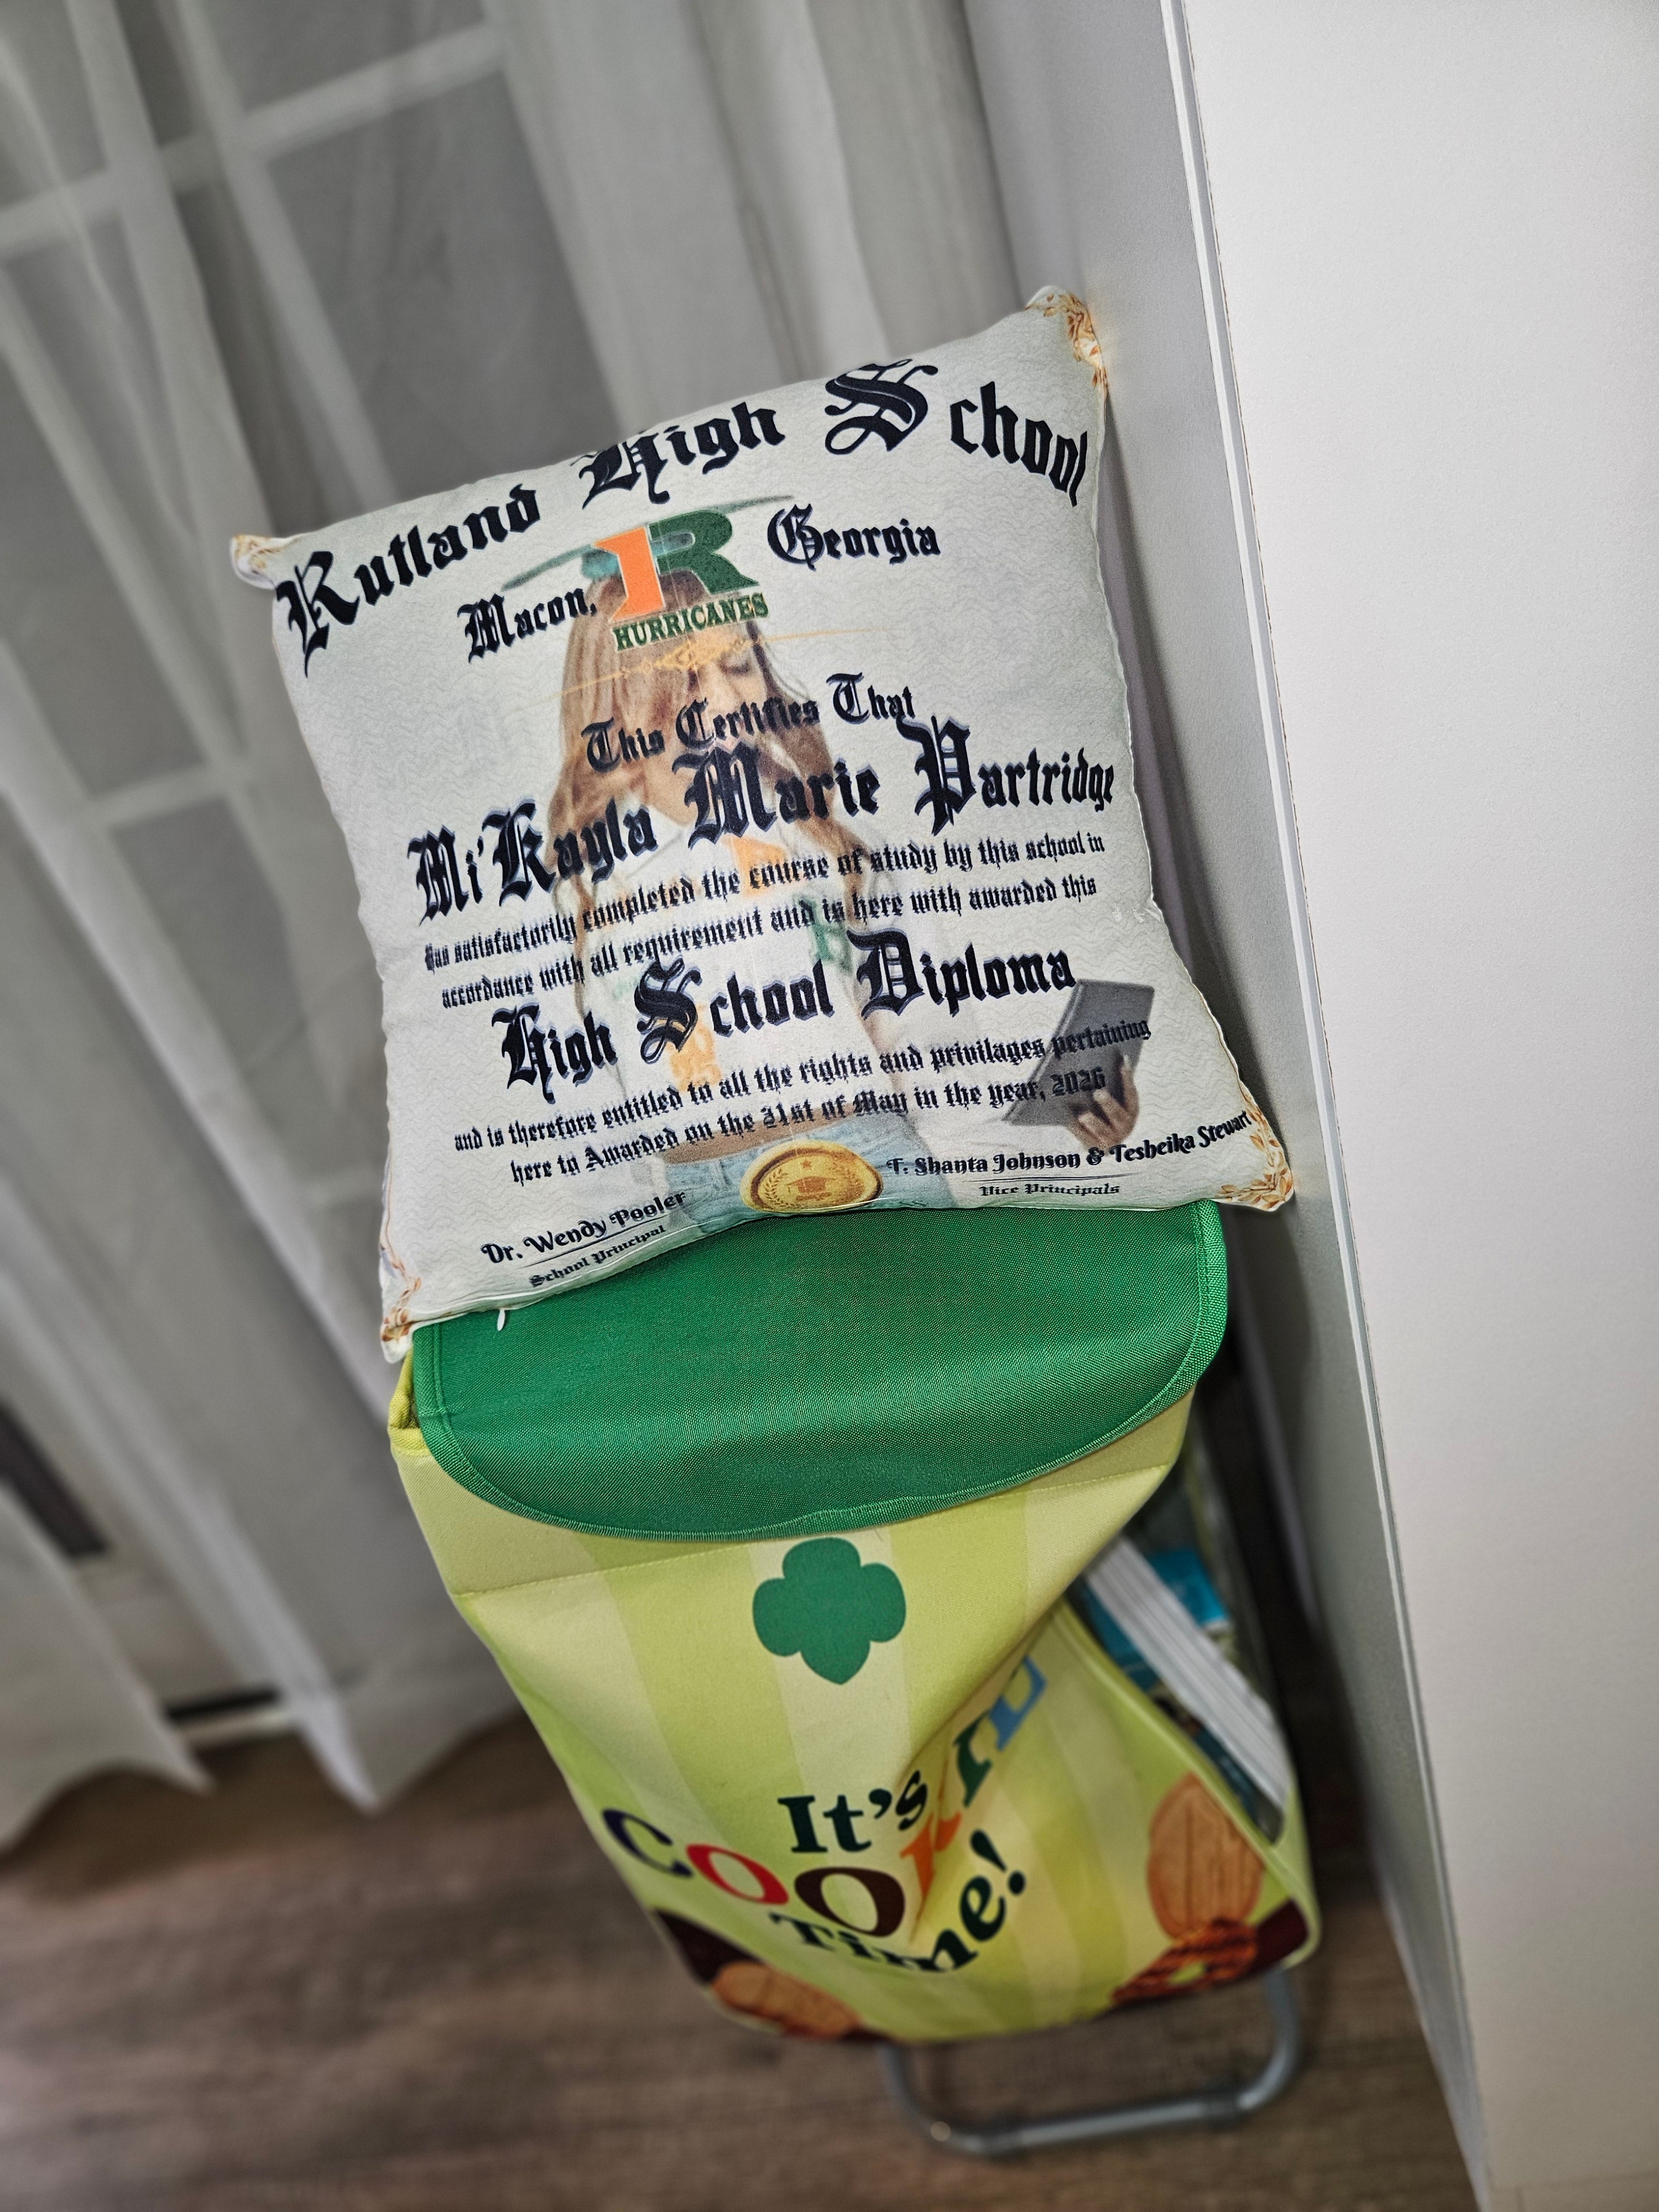 Rutland High School
Macon, Georgia
R
HURRICANES
This Certifies That
Mi'Kayla Marie Partridge
has satisfactorily completed the course of study by this school in
accordance with all requirement and is here with awarded this
High School Diploma
and is therefore entitled to all the rights and privilages pertaining
here to Awarded on the 21st of May in the year, 2026
Dr. Wendy Pooler
School Principal
T. Shanta Johnson & Tesheika Stewart
Vice Principals
It's
COOKIE
Time!